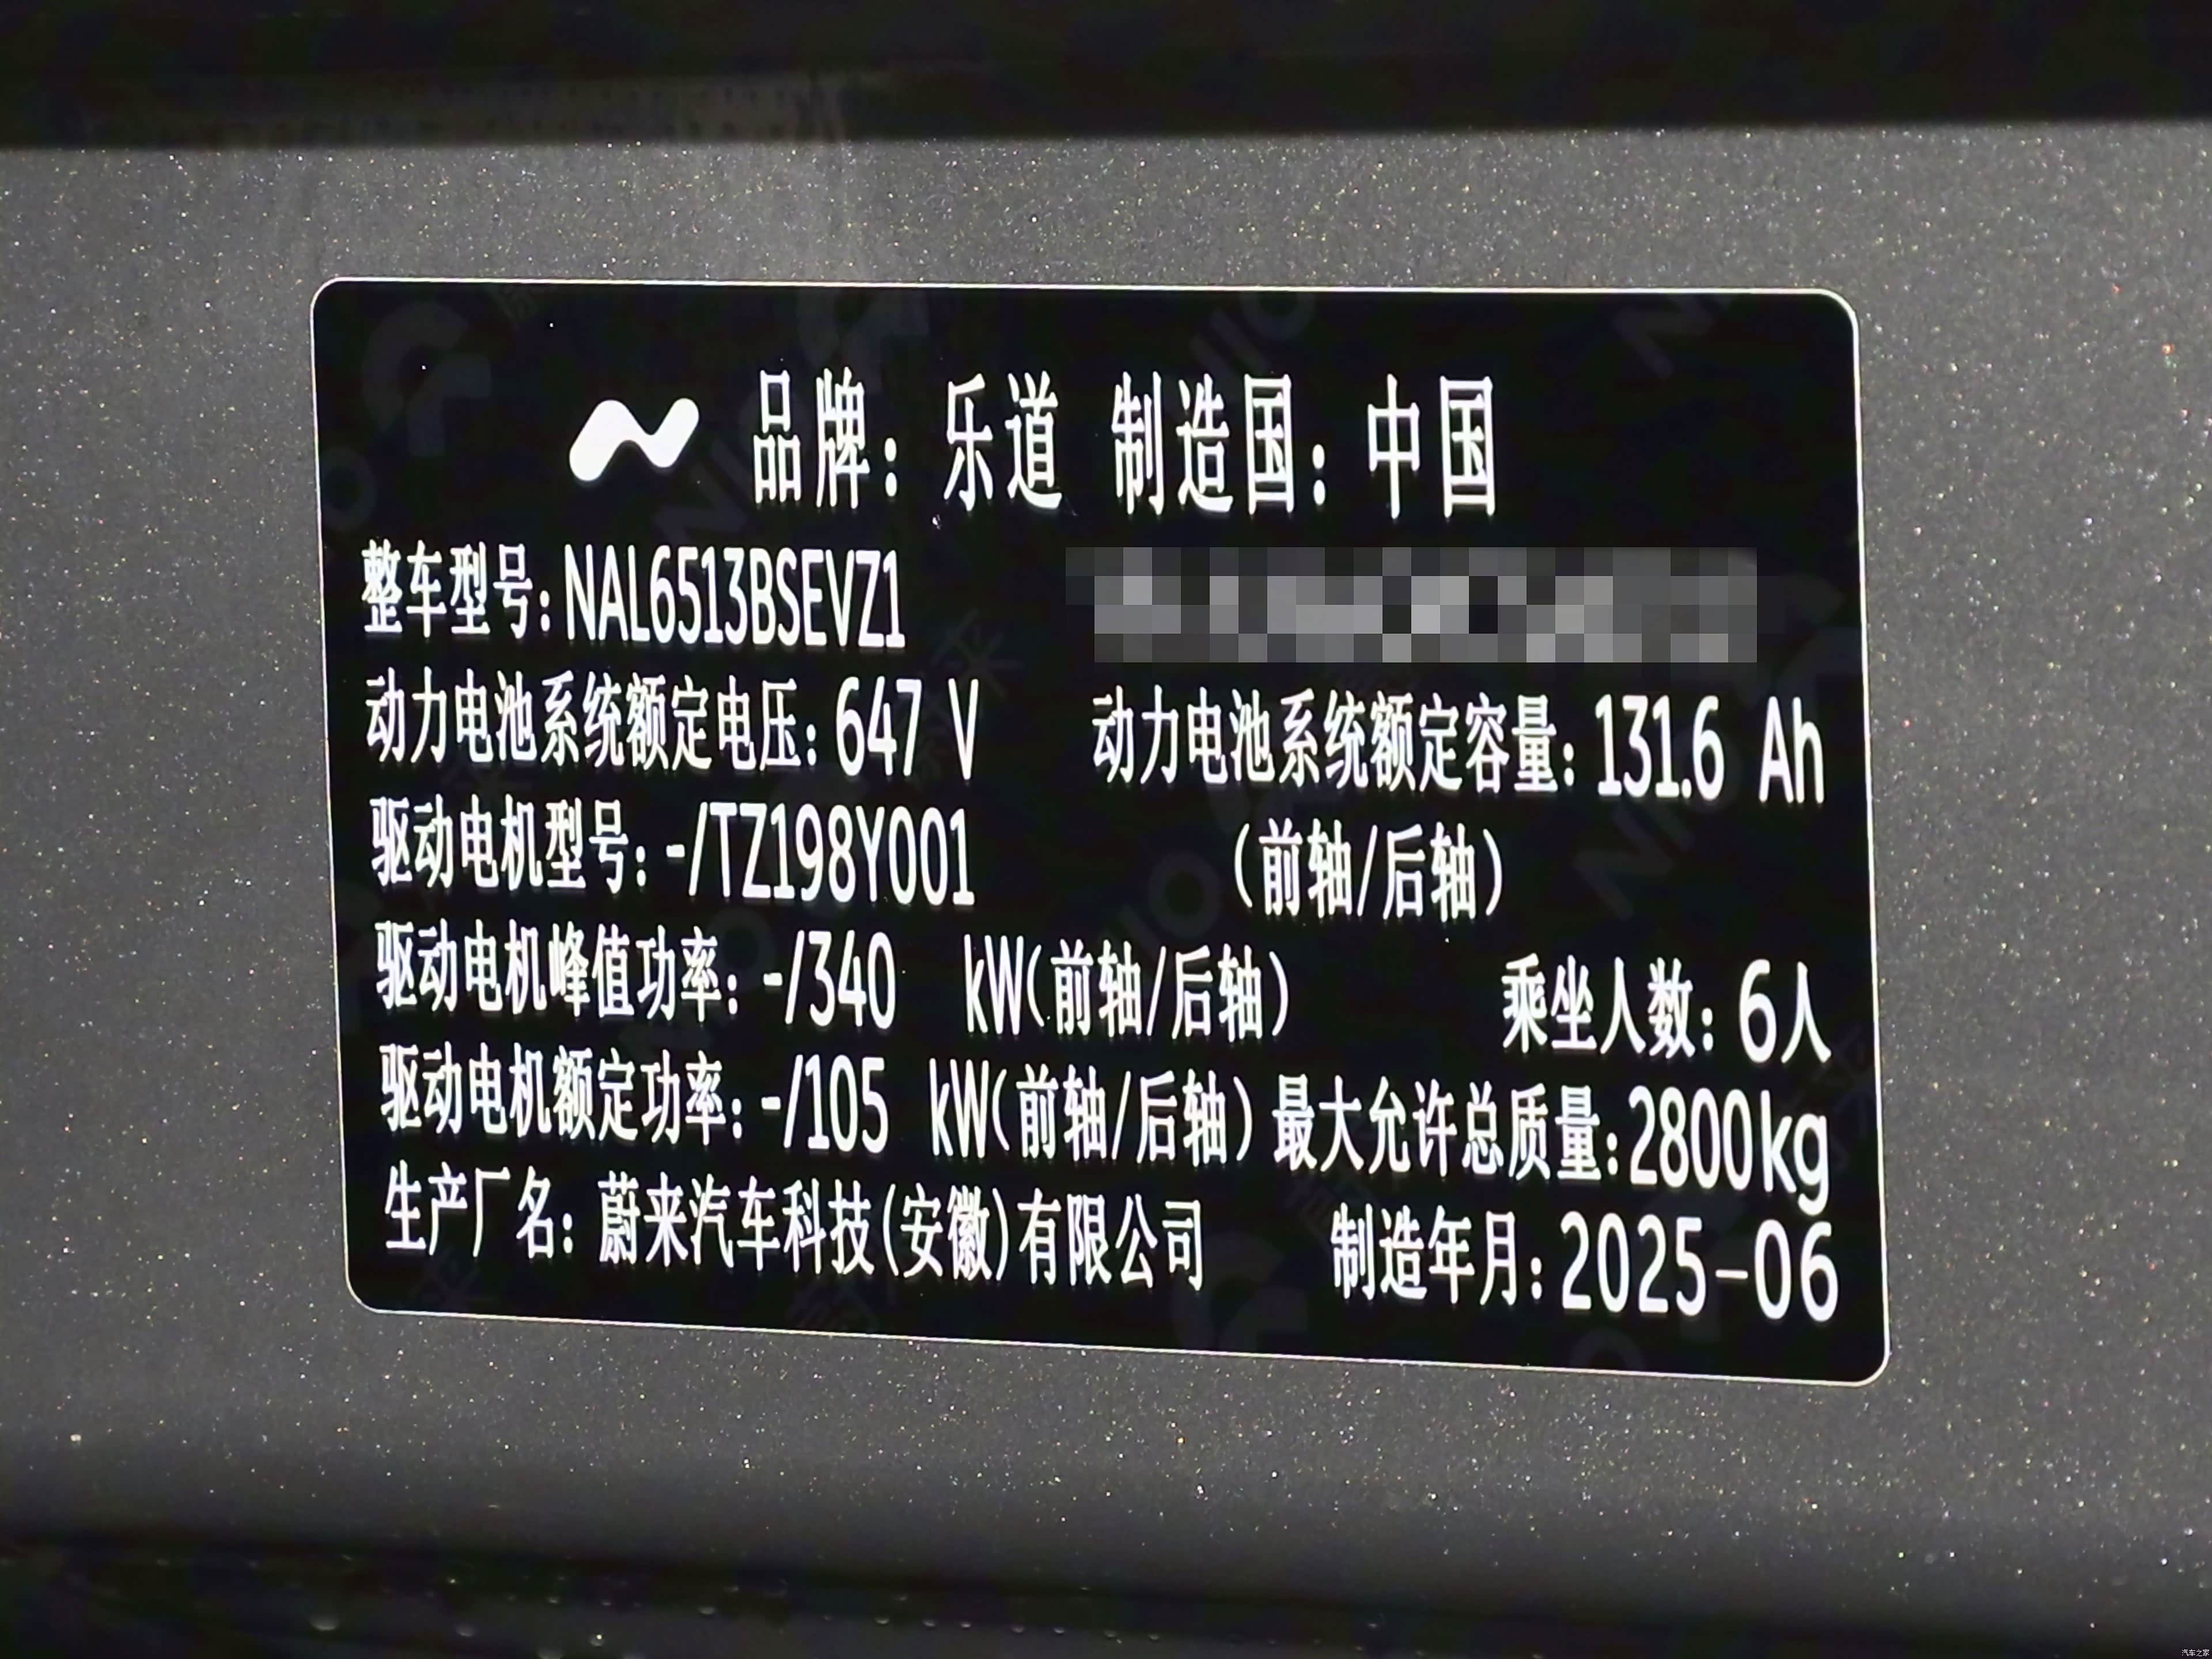 品牌：乐道 制造国：中国
整车型号：NAL6513BSEVZ1
动力电池系统额定电压：647 V 动力电池系统额定容量：131.6 Ah
驱动电机型号：-/TZ198Y001 （前轴/后轴）
驱动电机峰值功率：-/340 kW（前轴/后轴） 乘坐人数：6人
驱动电机额定功率：-/105 kW（前轴/后轴） 最大允许总质量：2800kg
生产厂名：蔚来汽车科技(安徽)有限公司 制造年月：2025-06
汽车之家